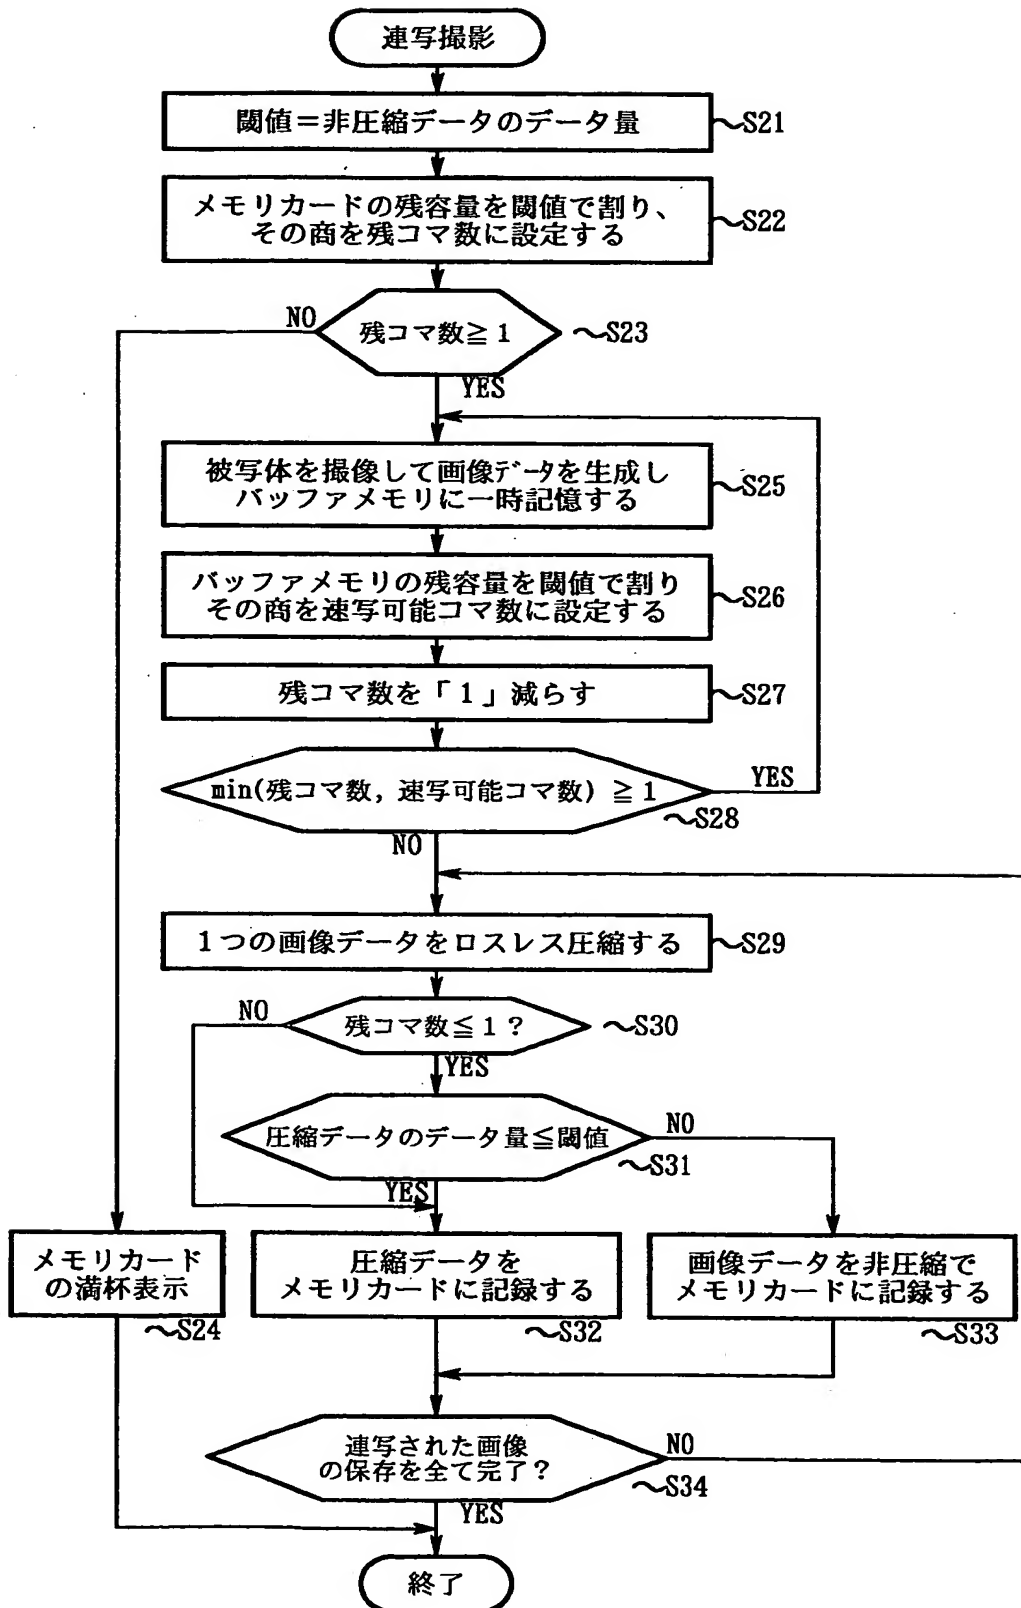 連写撮影
閾値=非圧縮データのデータ量
~S21
メモリカードの残容量を閾値で割り、
その商を残コマ数に設定する
~S22
NO
残コマ数≧1
~S23
YES
被写体を撮像して画像データを生成し
バッファメモリに一時記憶する
~S25
バッファメモリの残容量を閾値で割り
その商を速写可能コマ数に設定する
~S26
残コマ数を「1」減らす
~S27
min(残コマ数, 速写可能コマ数) ≧1
YES
~S28
NO
1つの画像データをロスレス圧縮する
~S29
NO
残コマ数≦1?
~S30
YES
圧縮データのデータ量≦閾値
NO
~S31
YES
メモリカード
の満杯表示
~S24
圧縮データを
メモリカードに記録する
~S32
画像データを非圧縮で
メモリカードに記録する
~S33
連写された画像
の保存を全て完了?
NO
~S34
YES
終了